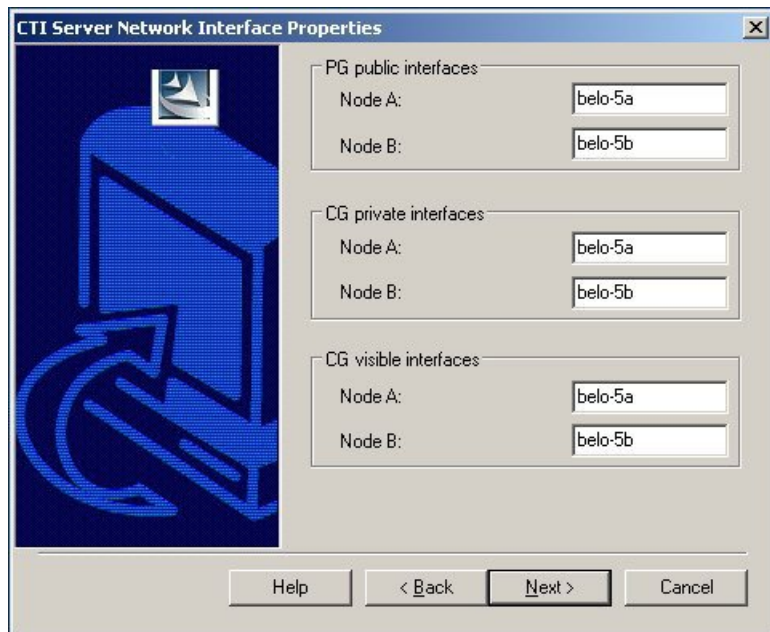 CTI Server Network Interface Properties
PG public interfaces
Node A: belo-5a
Node B: belo-5b
CG private interfaces
Node A: belo-5a
Node B: belo-5b
CG visible interfaces
Node A: belo-5a
Node B: belo-5b
Help < Back Next > Cancel